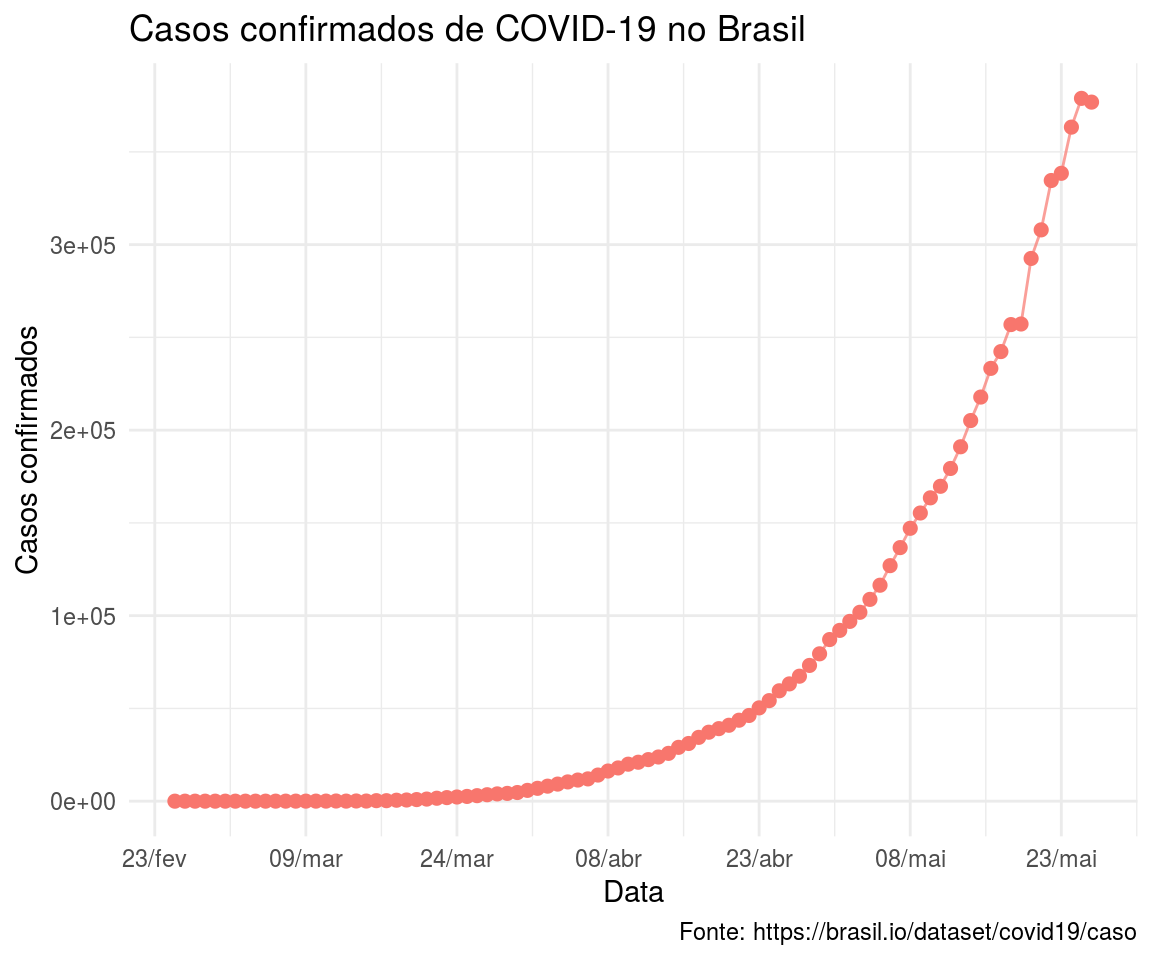 Casos confirmados de COVID-19 no Brasil
Casos confirmados
3e+05
2e+05
1e+05
0e+00
23/fev 09/mar 24/mar 08/abr 23/abr 08/mai 23/mai
Data
Fonte: https://brasil.io/dataset/covid19/caso